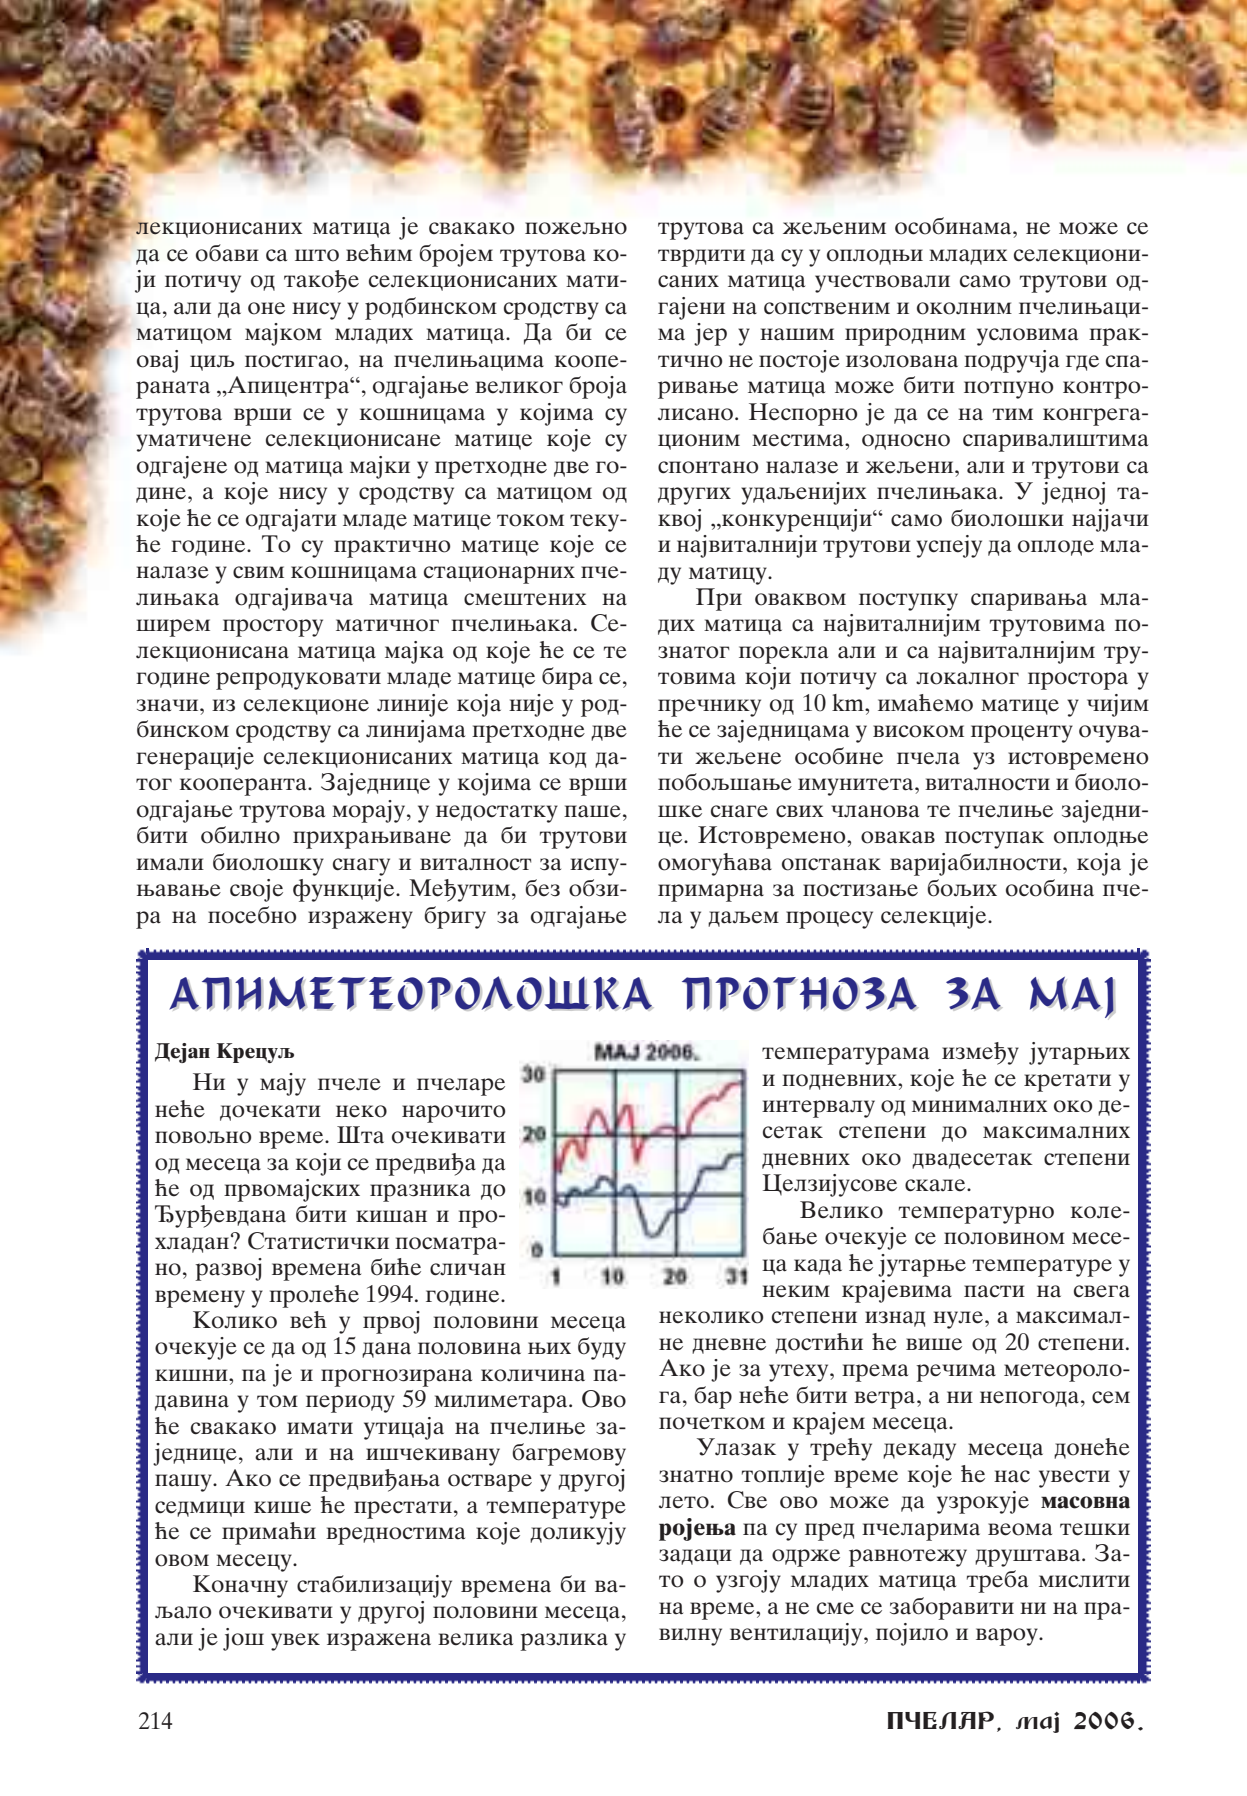 лекционисаних матица је свакако пожељно
да се обави са што већим бројем трутова ко-
ји потичу од такође селекционисаних мати-
ца, али да оне нису у родбинском сродству са
матицом мајком младих матица. Да би се
овај циљ постигао, на пчелињацима коопе-
раната „Апицентра“, одгајање великог броја
трутова врши се у кошницама у којима су
уматичене селекционисане матице које су
одгајене од матица мајки у претходне две го-
дине, а које нису у сродству са матицом од
које ће се одгајати младе матице током теку-
ће године. То су практично матице које се
налазе у свим кошницама стационарних пче-
лињака одгајивача матица смештених на
ширем простору матичног пчелињака. Се-
лекционисана матица мајка од које ће се те
године репродуковати младе матице бира се,
значи, из селекционе линије која није у род-
бинском сродству са линијама претходне две
генерације селекционисаних матица код да-
тог кооперанта. Заједнице у којима се врши
одгајање трутова морају, у недостатку паше,
бити обилно прихрањиване да би трутови
имали биолошку снагу и виталност за испу-
њавање своје функције. Међутим, без обзи-
ра на посебно изражену бригу за одгајање
трутова са жељеним особинама, не може се
тврдити да су у оплодњи младих селекциони-
саних матица учествовали само трутови од-
гајени на сопственим и околним пчелињаци-
ма јер у нашим природним условима прак-
тично не постоје изолована подручја где спа-
ривање матица може бити потпуно контро-
лисано. Неспорно је да се на тим конгрега-
ционим местима, односно спаривалиштима
спонтано налазе и жељени, али и трутови са
других удаљенијих пчелињака. У једној та-
квој „конкуренцији“ само биолошки најјачи
и највиталнији трутови успеју да оплоде мла-
ду матицу.
При оваквом поступку спаривања мла-
дих матица са највиталнијим трутовима по-
знатог порекла али и са највиталнијим тру-
товима који потичу са локалног простора у
пречнику од 10 km, имаћемо матице у чијим
ће се заједницама у високом проценту очува-
ти жељене особине пчела уз истовремено
побољшање имунитета, виталности и биоло-
шке снаге свих чланова те пчелиње заједни-
це. Истовремено, овакав поступак оплодње
омогућава опстанак варијабилности, која је
примарна за постизање бољих особина пче-
ла у даљем процесу селекције.
АПИМЕТЕОРОЛОШКА ПРОГНОЗА ЗА МАЈ
Дејан Крецуљ
Ни у мају пчеле и пчеларе
неће дочекати неко нарочито
повољно време. Шта очекивати
од месеца за који се предвиђа да
ће од првомајских празника до
Ђурђевдана бити кишан и про-
хладан? Статистички посматра-
но, развој времена биће сличан
времену у пролеће 1994. године.
Колико већ у првој половини месеца
очекује се да од 15 дана половина њих буду
кишни, па је и прогнозирана количина па-
давина у том периоду 59 милиметара. Ово
ће свакако имати утицаја на пчелиње за-
једнице, али и на ишчекивану багремову
пашу. Ако се предвиђања остваре у другој
седмици кише ће престати, а температуре
ће се примаћи вредностима које доликују
овом месецу.
Коначну стабилизацију времена би ва-
љало очекивати у другој половини месеца,
али је још увек изражена велика разлика у
МАЈ 2006.
30
20
10
0
1 10 20 31
температурама између јутарњих
и подневних, које ће се кретати у
интервалу од минималних око де-
сетак степени до максималних
дневних око двадесетак степени
Целзијусове скале.
Велико температурно коле-
бање очекује се половином месе-
ца када ће јутарње температуре у
неким крајевима пасти на свега
неколико степени изнад нуле, а максимал-
не дневне достићи ће више од 20 степени.
Ако је за утеху, према речима метеороло-
га, бар неће бити ветра, а ни непогода, сем
почетком и крајем месеца.
Улазак у трећу декаду месеца донеће
знатно топлије време које ће нас увести у
лето. Све ово може да узрокује масовна
ројења па су пред пчеларима веома тешки
задаци да одрже равнотежу друштава. За-
то о узгоју младих матица треба мислити
на време, а не сме се заборавити ни на пра-
вилну вентилацију, појило и вароу.
214
ПЧЕЛАР, мај 2006.